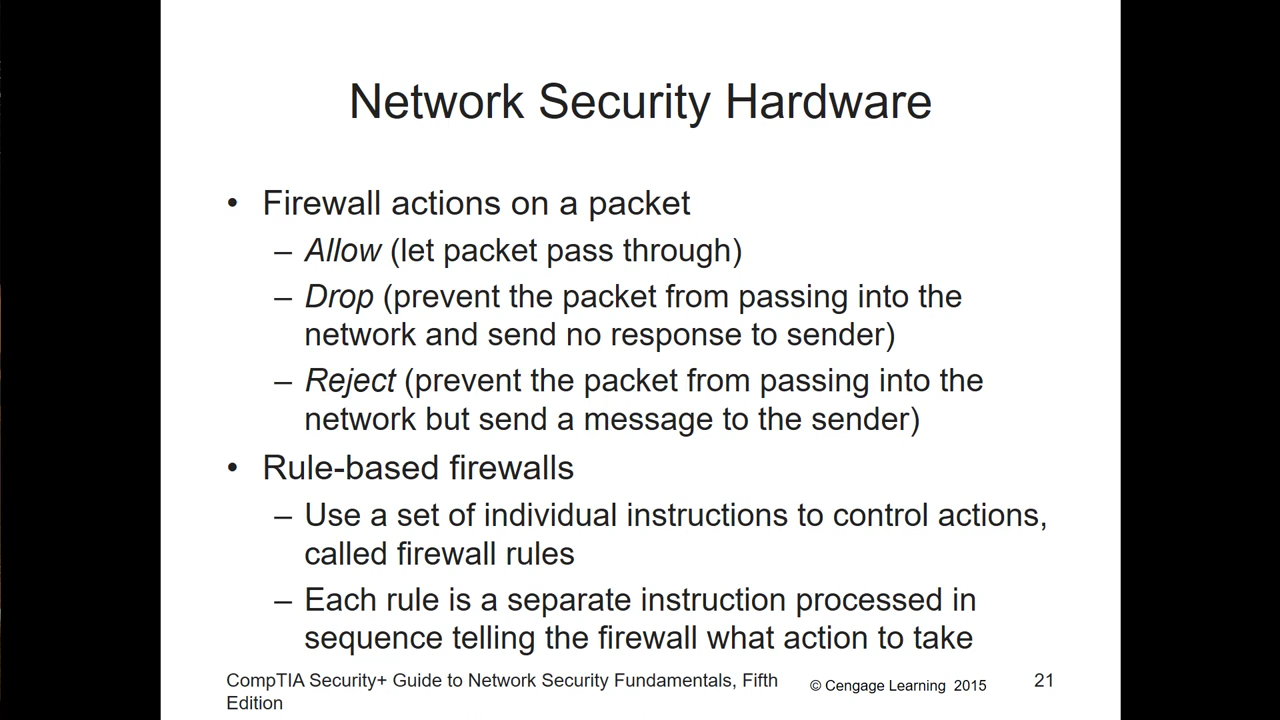 Network Security Hardware
• Firewall actions on a packet
– Allow (let packet pass through)
– Drop (prevent the packet from passing into the
network and send no response to sender)
– Reject (prevent the packet from passing into the
network but send a message to the sender)
• Rule-based firewalls
– Use a set of individual instructions to control actions,
called firewall rules
– Each rule is a separate instruction processed in
sequence telling the firewall what action to take
CompTIA Security+ Guide to Network Security Fundamentals, Fifth
Edition
© Cengage Learning 2015
21